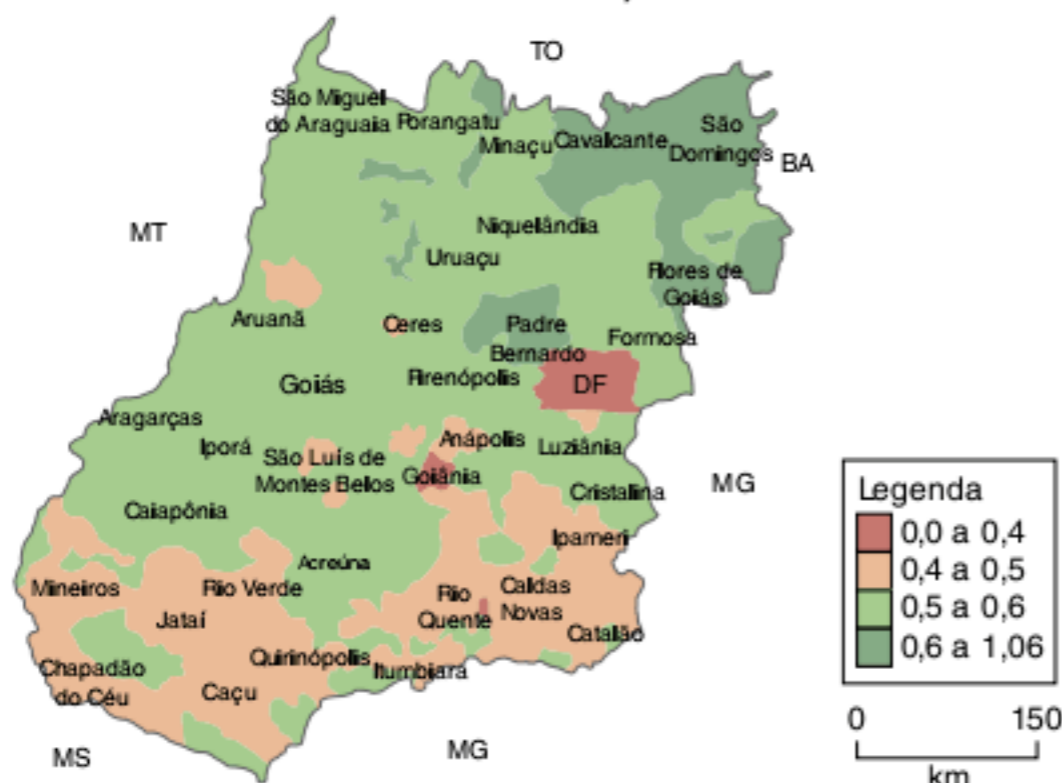 TO
São Miguel
do Araguaia
Porangatu
Minaçu
Cavalcante
São
Domingos
BA
MT
Niquelândia
Uruaçu
Flores de
Goiás
Aruanã
Ceres
Padre
Bernardo
Formosa
Goiás
Pirenópolis
DF
Aragarças
Iporá
São Luís de
Montes Belos
Anápolis
Goiânia
Luziânia
Cristalina
MG
Caiapônia
Ipameri
Acreúna
Mineiros
Rio Verde
Jataí
Rio
Quente
Caldas
Novas
Catalão
Chapadão
do Céu
Quirinópolis
Itumbiara
Caçu
MS
MG
Legenda
0,0 a 0,4
0,4 a 0,5
0,5 a 0,6
0,6 a 1,06
0 150
km